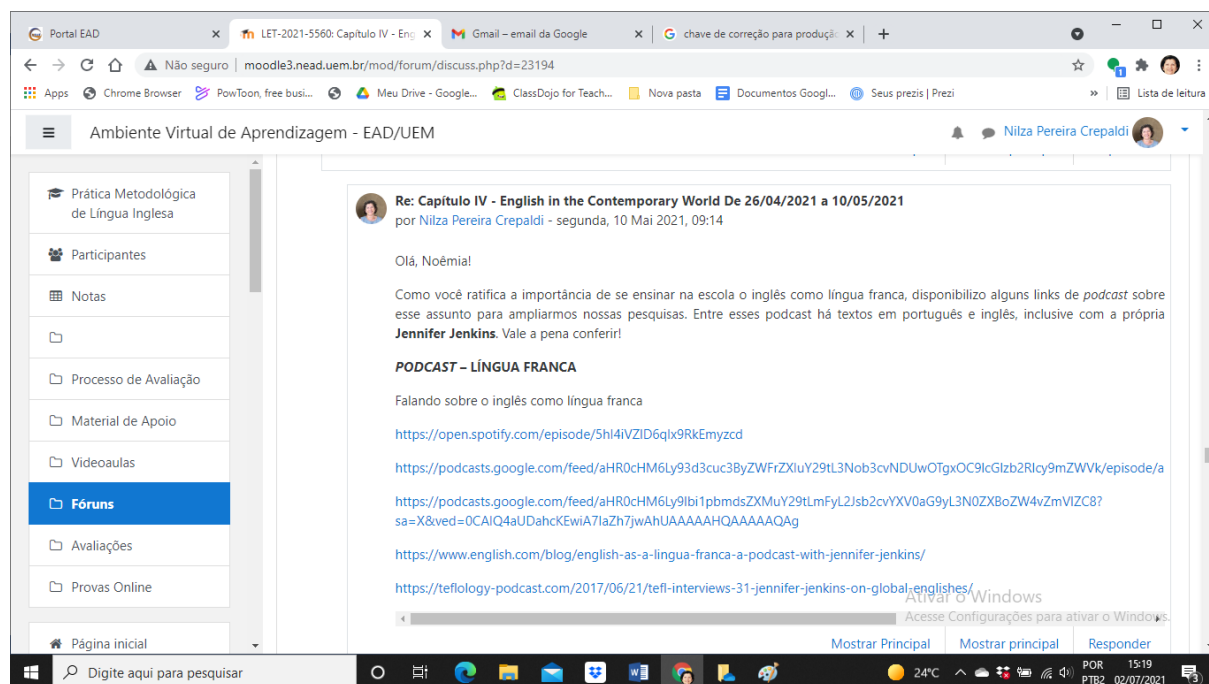 Portal EAD
LET-2021-5560: Capítulo IV - Eng
Gmail – email da Google
chave de correção para produçã
Não seguro | moodle3.nead.uem.br/mod/forum/discuss.php?d=23194
Apps Chrome Browser PowToon, free busi... Meu Drive - Google... ClassDojo for Teach... Nova pasta Documentos Googl... Seus prezis | Prezi » Lista de leitura
Ambiente Virtual de Aprendizagem - EAD/UEM
Nilza Pereira Crepaldi
Prática Metodológica
de Língua Inglesa
Participantes
Notas
Processo de Avaliação
Material de Apoio
Videoaulas
Fóruns
Avaliações
Provas Online
Página inicial
Re: Capítulo IV - English in the Contemporary World De 26/04/2021 a 10/05/2021
por Nilza Pereira Crepaldi - segunda, 10 Mai 2021, 09:14
Olá, Noêmia!
Como você ratifica a importância de se ensinar na escola o inglês como língua franca, disponibilizo alguns links de podcast sobre
esse assunto para ampliarmos nossas pesquisas. Entre esses podcast há textos em português e inglês, inclusive com a própria
Jennifer Jenkins. Vale a pena conferir!
PODCAST – LÍNGUA FRANCA
Falando sobre o inglês como língua franca
https://open.spotify.com/episode/5hl4iVZlD6qlx9RkEmyzcd
https://podcasts.google.com/feed/aHR0cHM6Ly93d3cuc3ByZWFrZXIuY29tL3Nob3cvNDUwOTgxOC9lcGlzb2Rlcy9mZWVk/episode/a
https://podcasts.google.com/feed/aHR0cHM6Ly9lbi1pbmdsZXMuY29tLmFyL2Jsb2cvYXV0aG9yL3N0ZXBoZW4vZmVlZC8?
sa=X&ved=0CAIQ4aUDahcKEwiA7IaZh7jwAhUAAAAAHQAAAAAQAg
https://www.english.com/blog/english-as-a-lingua-franca-a-podcast-with-jennifer-jenkins/
https://teflology-podcast.com/2017/06/21/tefl-interviews-31-jennifer-jenkins-on-global-englishes/
Ativar o Windows
Acesse Configurações para ativar o Windows.
Mostrar Principal Mostrar principal Responder
Digite aqui para pesquisar
24°C
POR
PTB2
15:19
02/07/2021
3